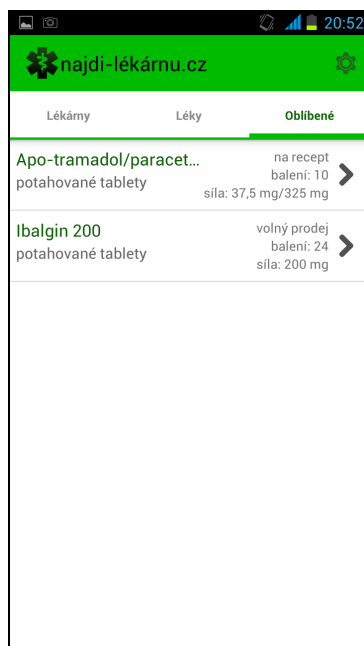 20:52
najdi-lékárnu.cz
Lékárny Léky Oblíbené
Apo-tramadol/paracet... na recept
potahované tablety balení: 10
síla: 37,5 mg/325 mg
Ibalgin 200 volný prodej
potahované tablety balení: 24
síla: 200 mg